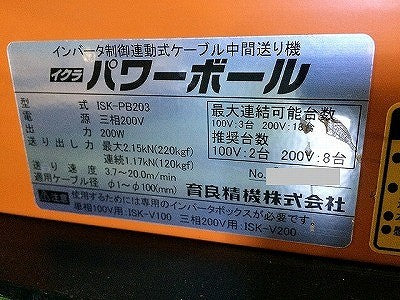 インバータ制御連動式ケーブル中間送り機
イクラ パワーボール
型式 ISK-PB203
電源 三相200V
出力 200W
送り出し力 最大2.15kN(220kgf)
連続1.17kN(120kgf)
送り速度 3.7~20.0m/min
適用ケーブル径 φ1~φ100(mm)
最大連結可能台数
100V:3台 200V:18台
推奨台数
100V:2台 200V:8台
No.
育良精機株式会社
注意 使用するためには専用のインバータボックスが必要です。
単相100V用:ISK-V100 三相200V用:ISK-V200